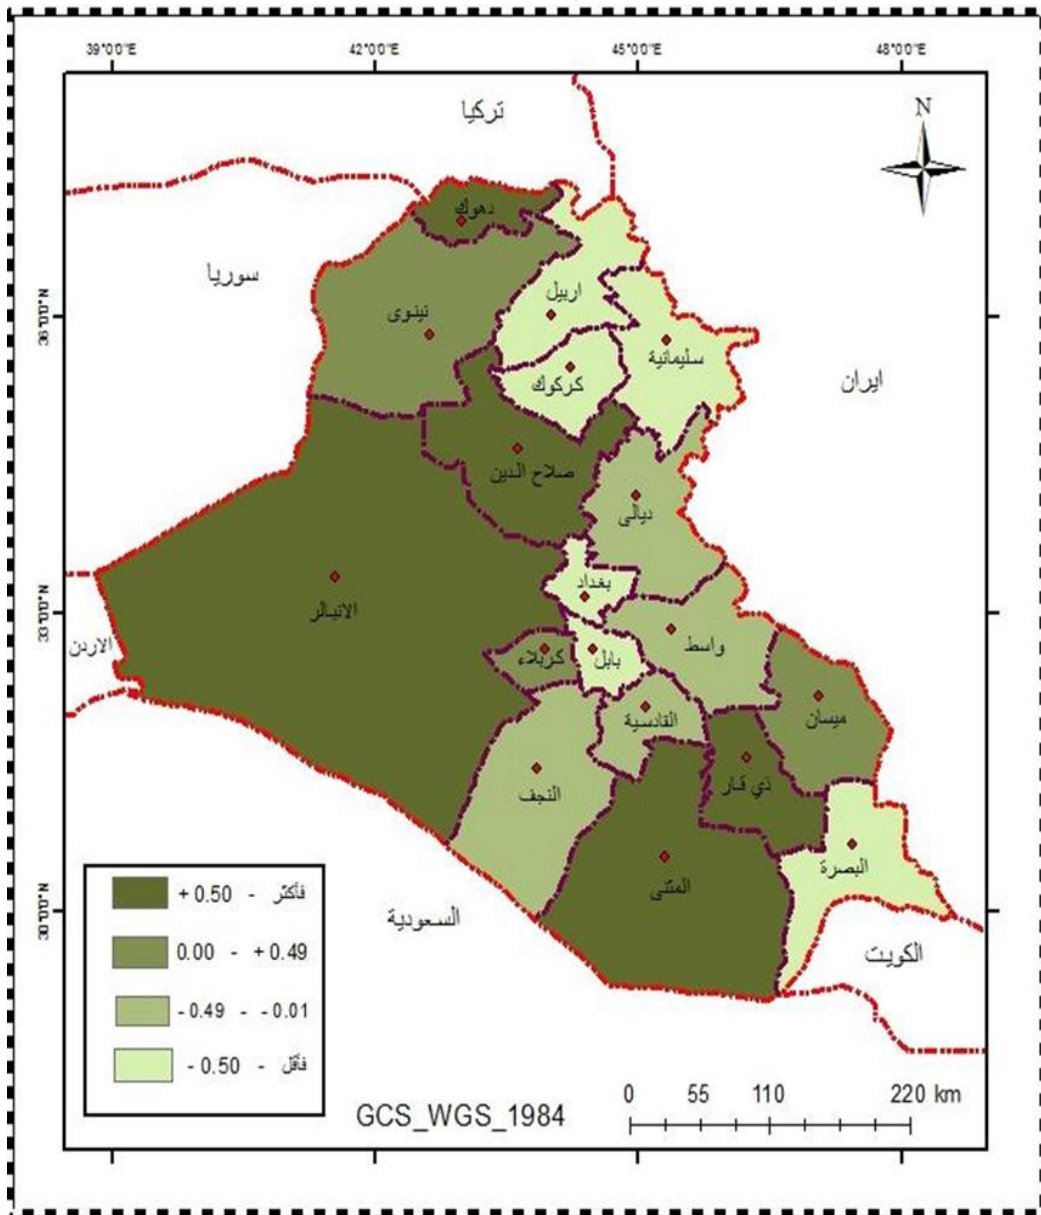 39°0'0"E 42°0'0"E 45°0'0"E 48°0'0"E
N
تركيا
دهوك
سوريا
اربيل
نينوى
36°0'0"N
سليمانية
كركوك
ايران
صلاح الدين
ديالى
بغداد
الانبالر
33°0'0"N
الاردن
كربلاء
بابل
واسط
القادسية
ميسان
ذي قار
النجف
البصرة
المثنى
السعودية
30°0'0"N
الكويت
+ 0.50 - فأكثر
0.00 - + 0.49
- 0.49 - - 0.01
- 0.50 - فأقل
0 55 110 220 km
GCS_WGS_1984